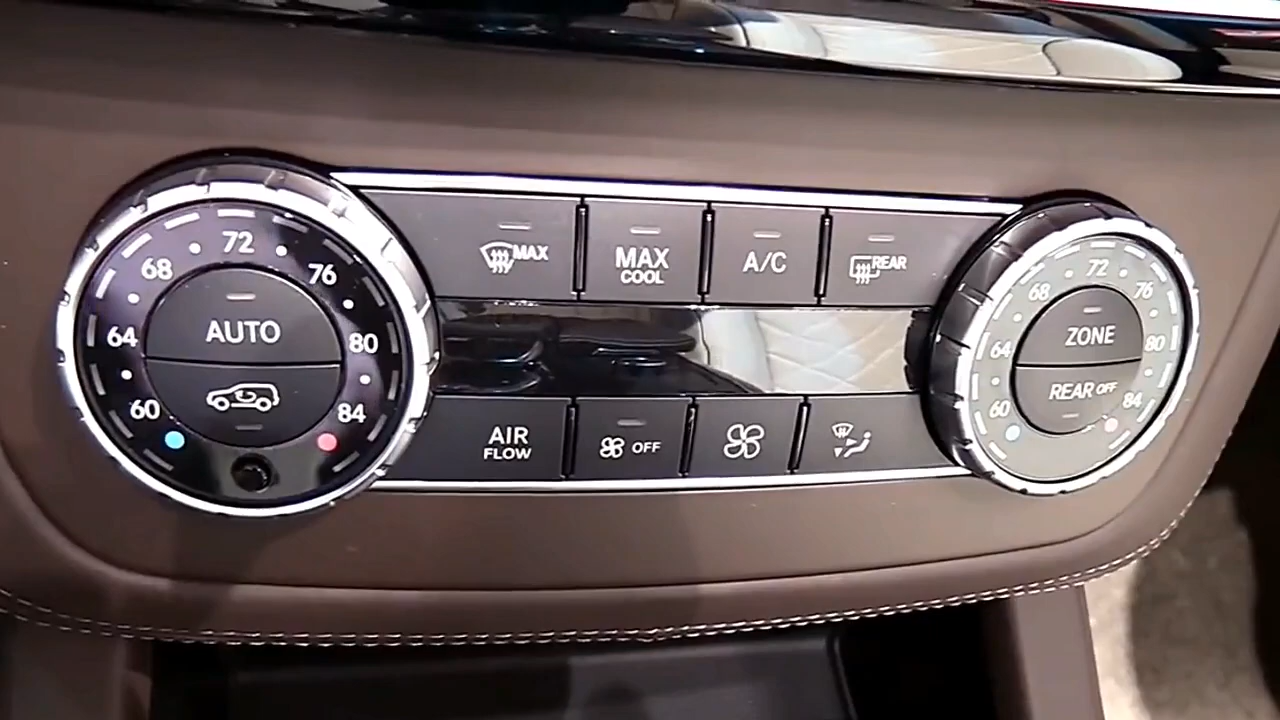 72
68
76
64
80
60
84
AUTO
MAX
MAX
COOL
A/C
REAR
AIR
FLOW
OFF
72
68
76
64
80
60
84
ZONE
REAR OFF